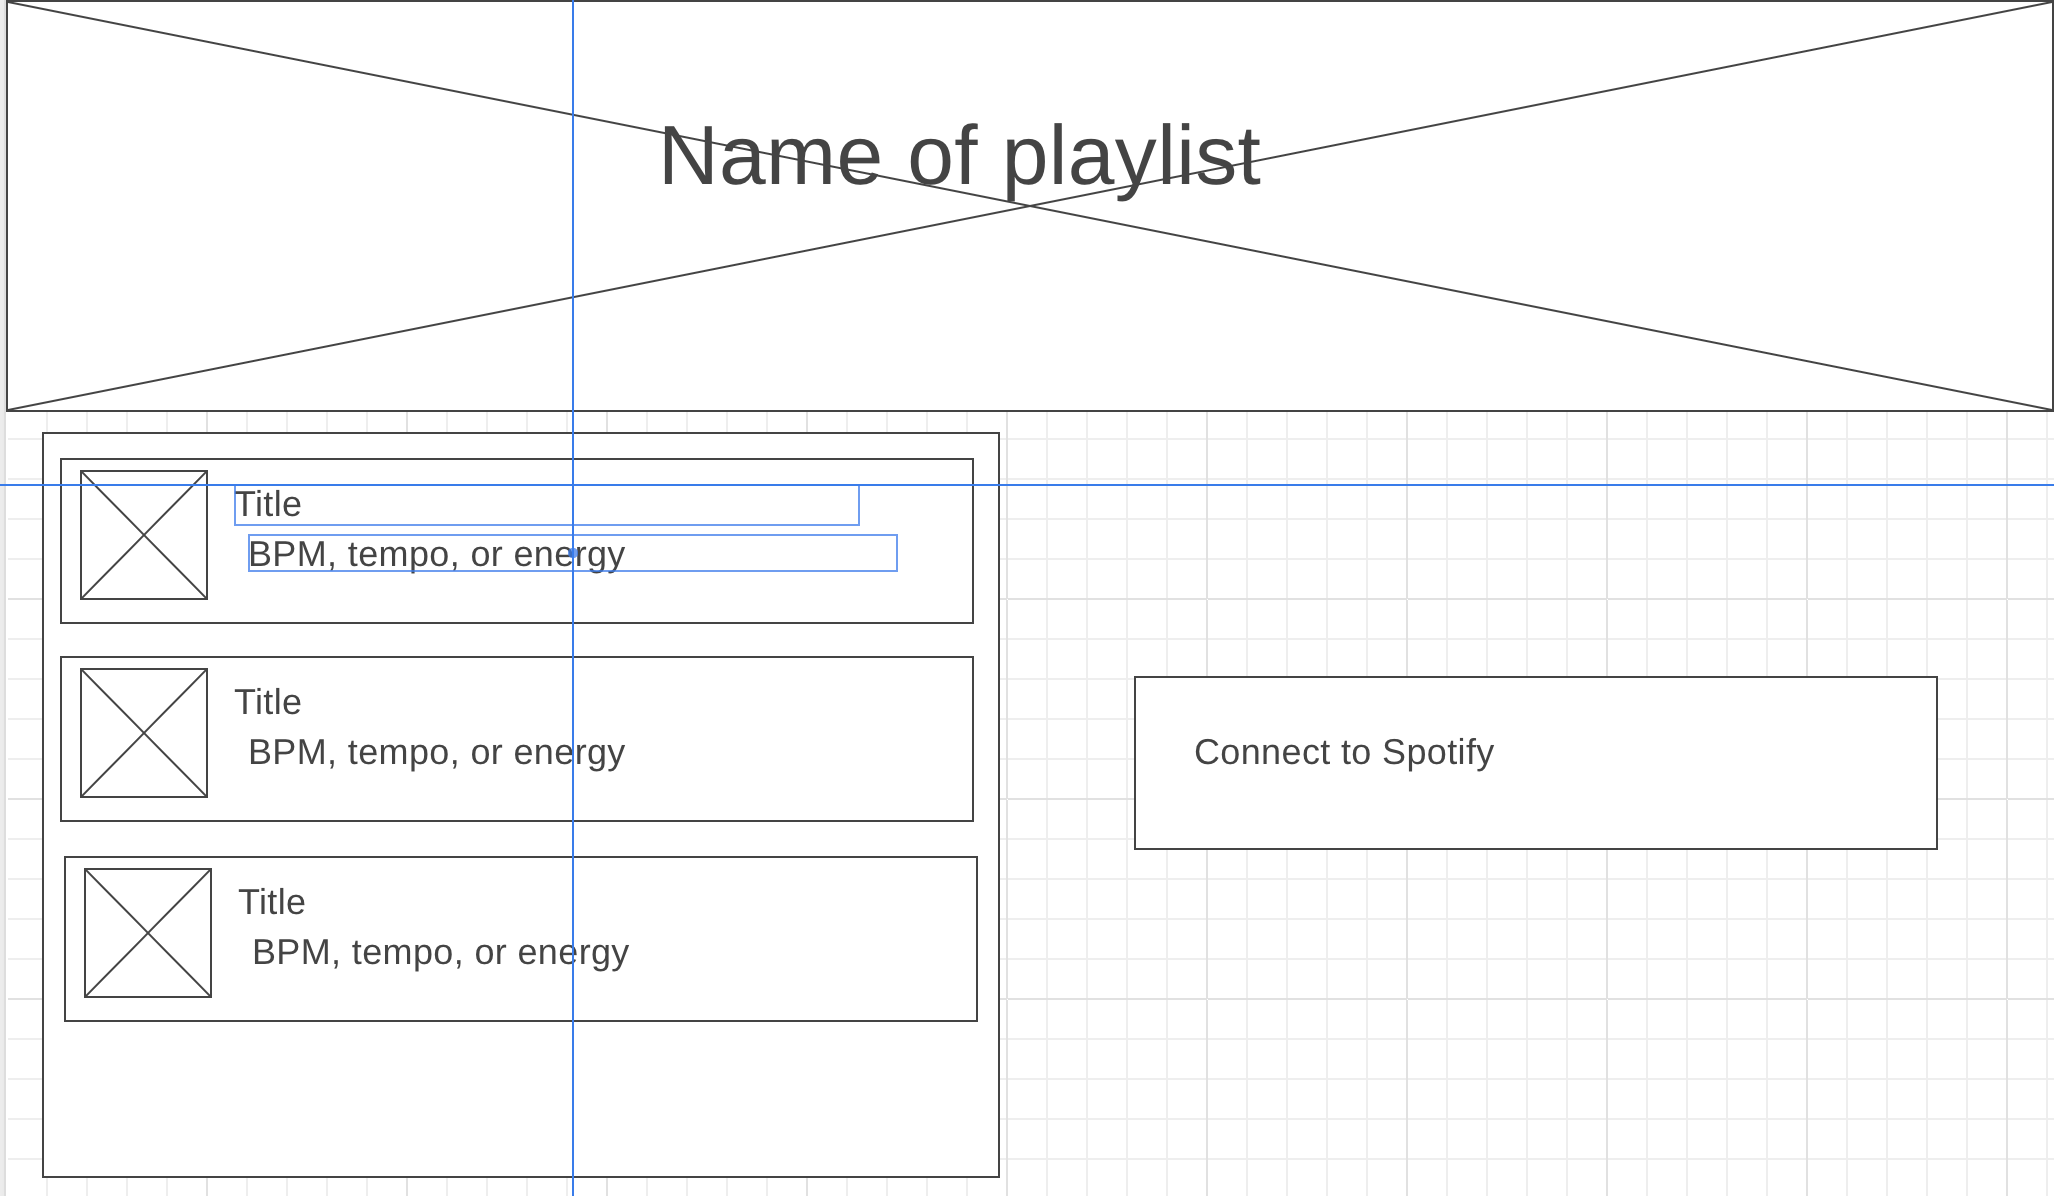 Name of playlist
Title
BPM, tempo, or energy
Title
BPM, tempo, or energy
Title
BPM, tempo, or energy
Connect to Spotify